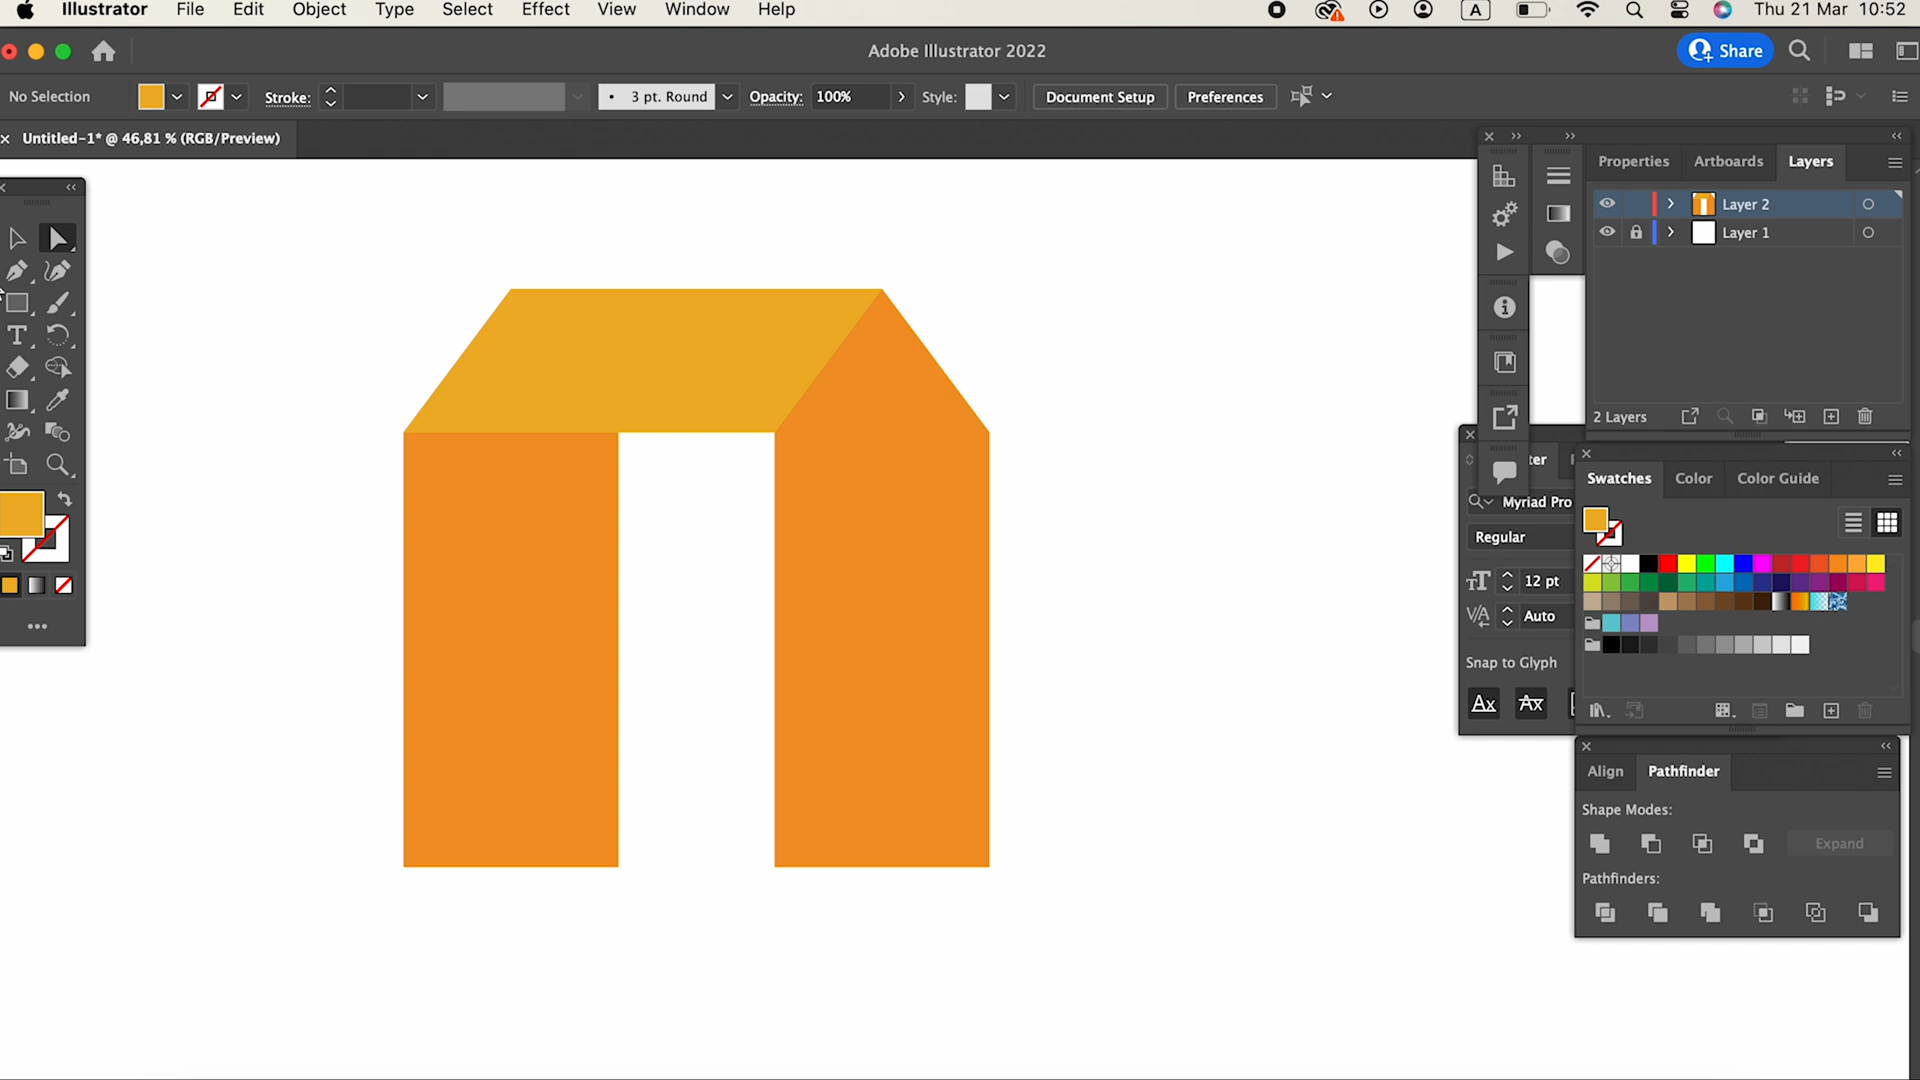 Illustrator File Edit Object Type Select Effect View Window Help A Thu 21 Mar 10:52
Adobe Illustrator 2022
Share
No Selection Stroke: 3 pt. Round Opacity: 100% Style: Document Setup Preferences
Untitled-1* @ 46,81 % (RGB/Preview)
Properties Artboards Layers
Layer 2
Layer 1
2 Layers
ter
Swatches Color Color Guide
Myriad Pro
Regular
12 pt
Auto
Snap to Glyph
Align Pathfinder
Shape Modes:
Expand
Pathfinders: